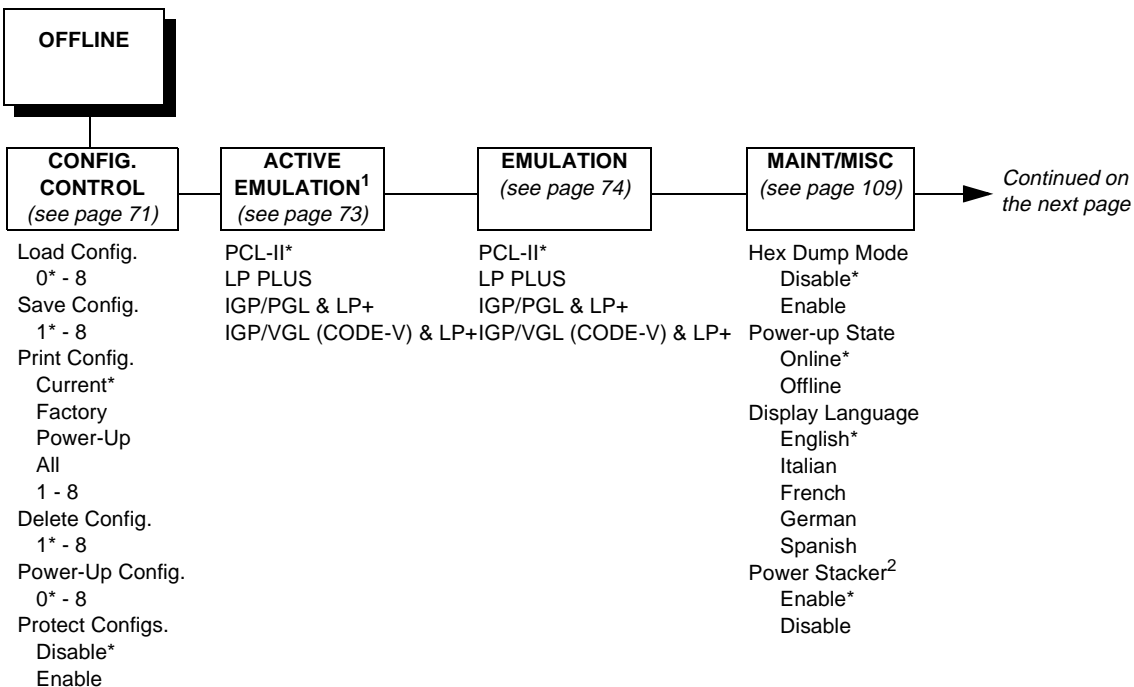 OFFLINE
CONFIG.
CONTROL
(see page 71)
ACTIVE
EMULATION1
(see page 73)
EMULATION
(see page 74)
MAINT/MISC
(see page 109)
Continued on
the next page
Load Config.
0* - 8
Save Config.
1* - 8
Print Config.
Current*
Factory
Power-Up
All
1 - 8
Delete Config.
1* - 8
Power-Up Config.
0* - 8
Protect Configs.
Disable*
Enable
PCL-II*
LP PLUS
IGP/PGL & LP+
IGP/VGL (CODE-V) & LP+
PCL-II*
LP PLUS
IGP/PGL & LP+
IGP/VGL (CODE-V) & LP+
Hex Dump Mode
Disable*
Enable
Power-up State
Online*
Offline
Display Language
English*
Italian
French
German
Spanish
Power Stacker2
Enable*
Disable